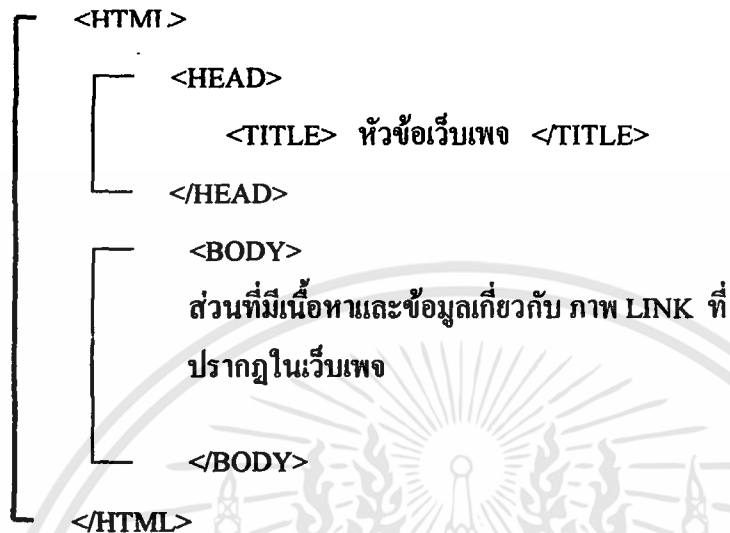 <HTML>
<HEAD>
<TITLE> หัวข้อเว็บเพจ </TITLE>
</HEAD>
<BODY>
ส่วนที่มีเนื้อหาและข้อมูลเกี่ยวกับ ภาพ LINK ที่
ปรากฏในเว็บเพจ
</BODY>
</HTML>